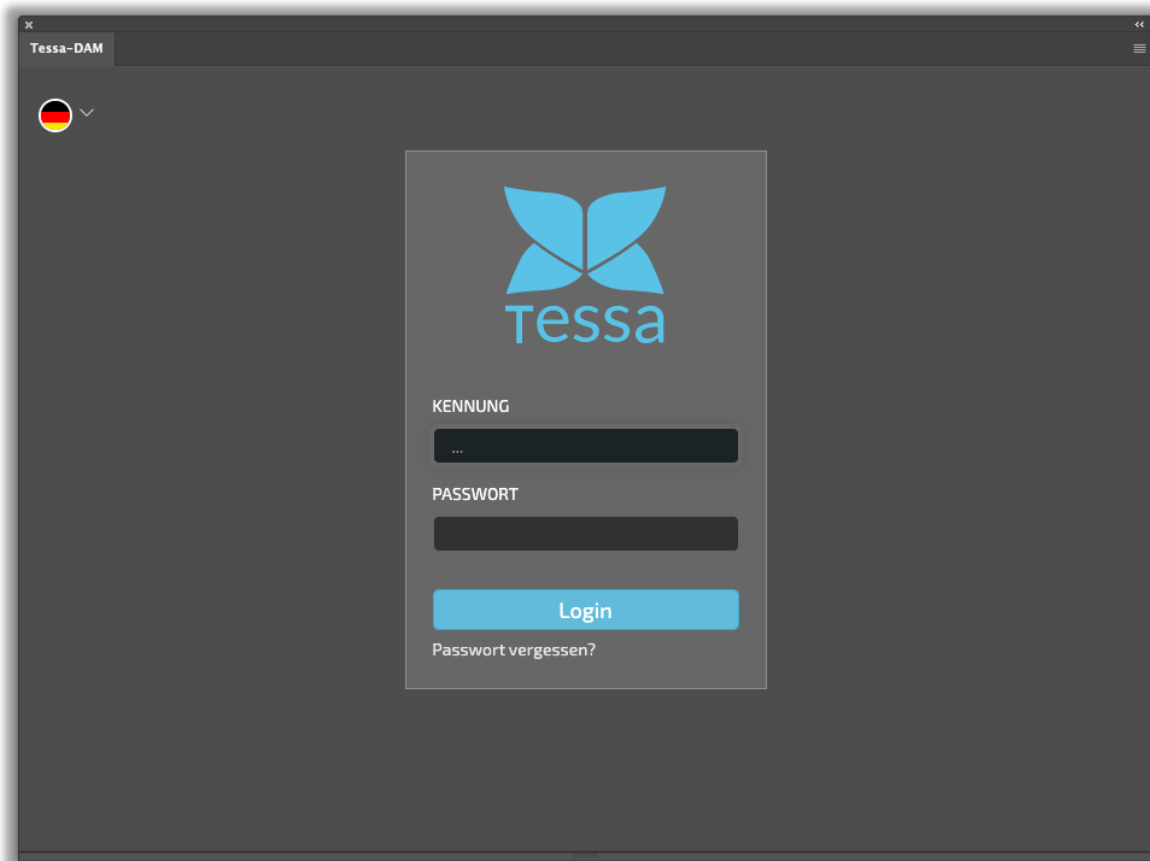 Tessa-DAM
Tessa
KENNUNG
...
PASSWORT
Login
Passwort vergessen?